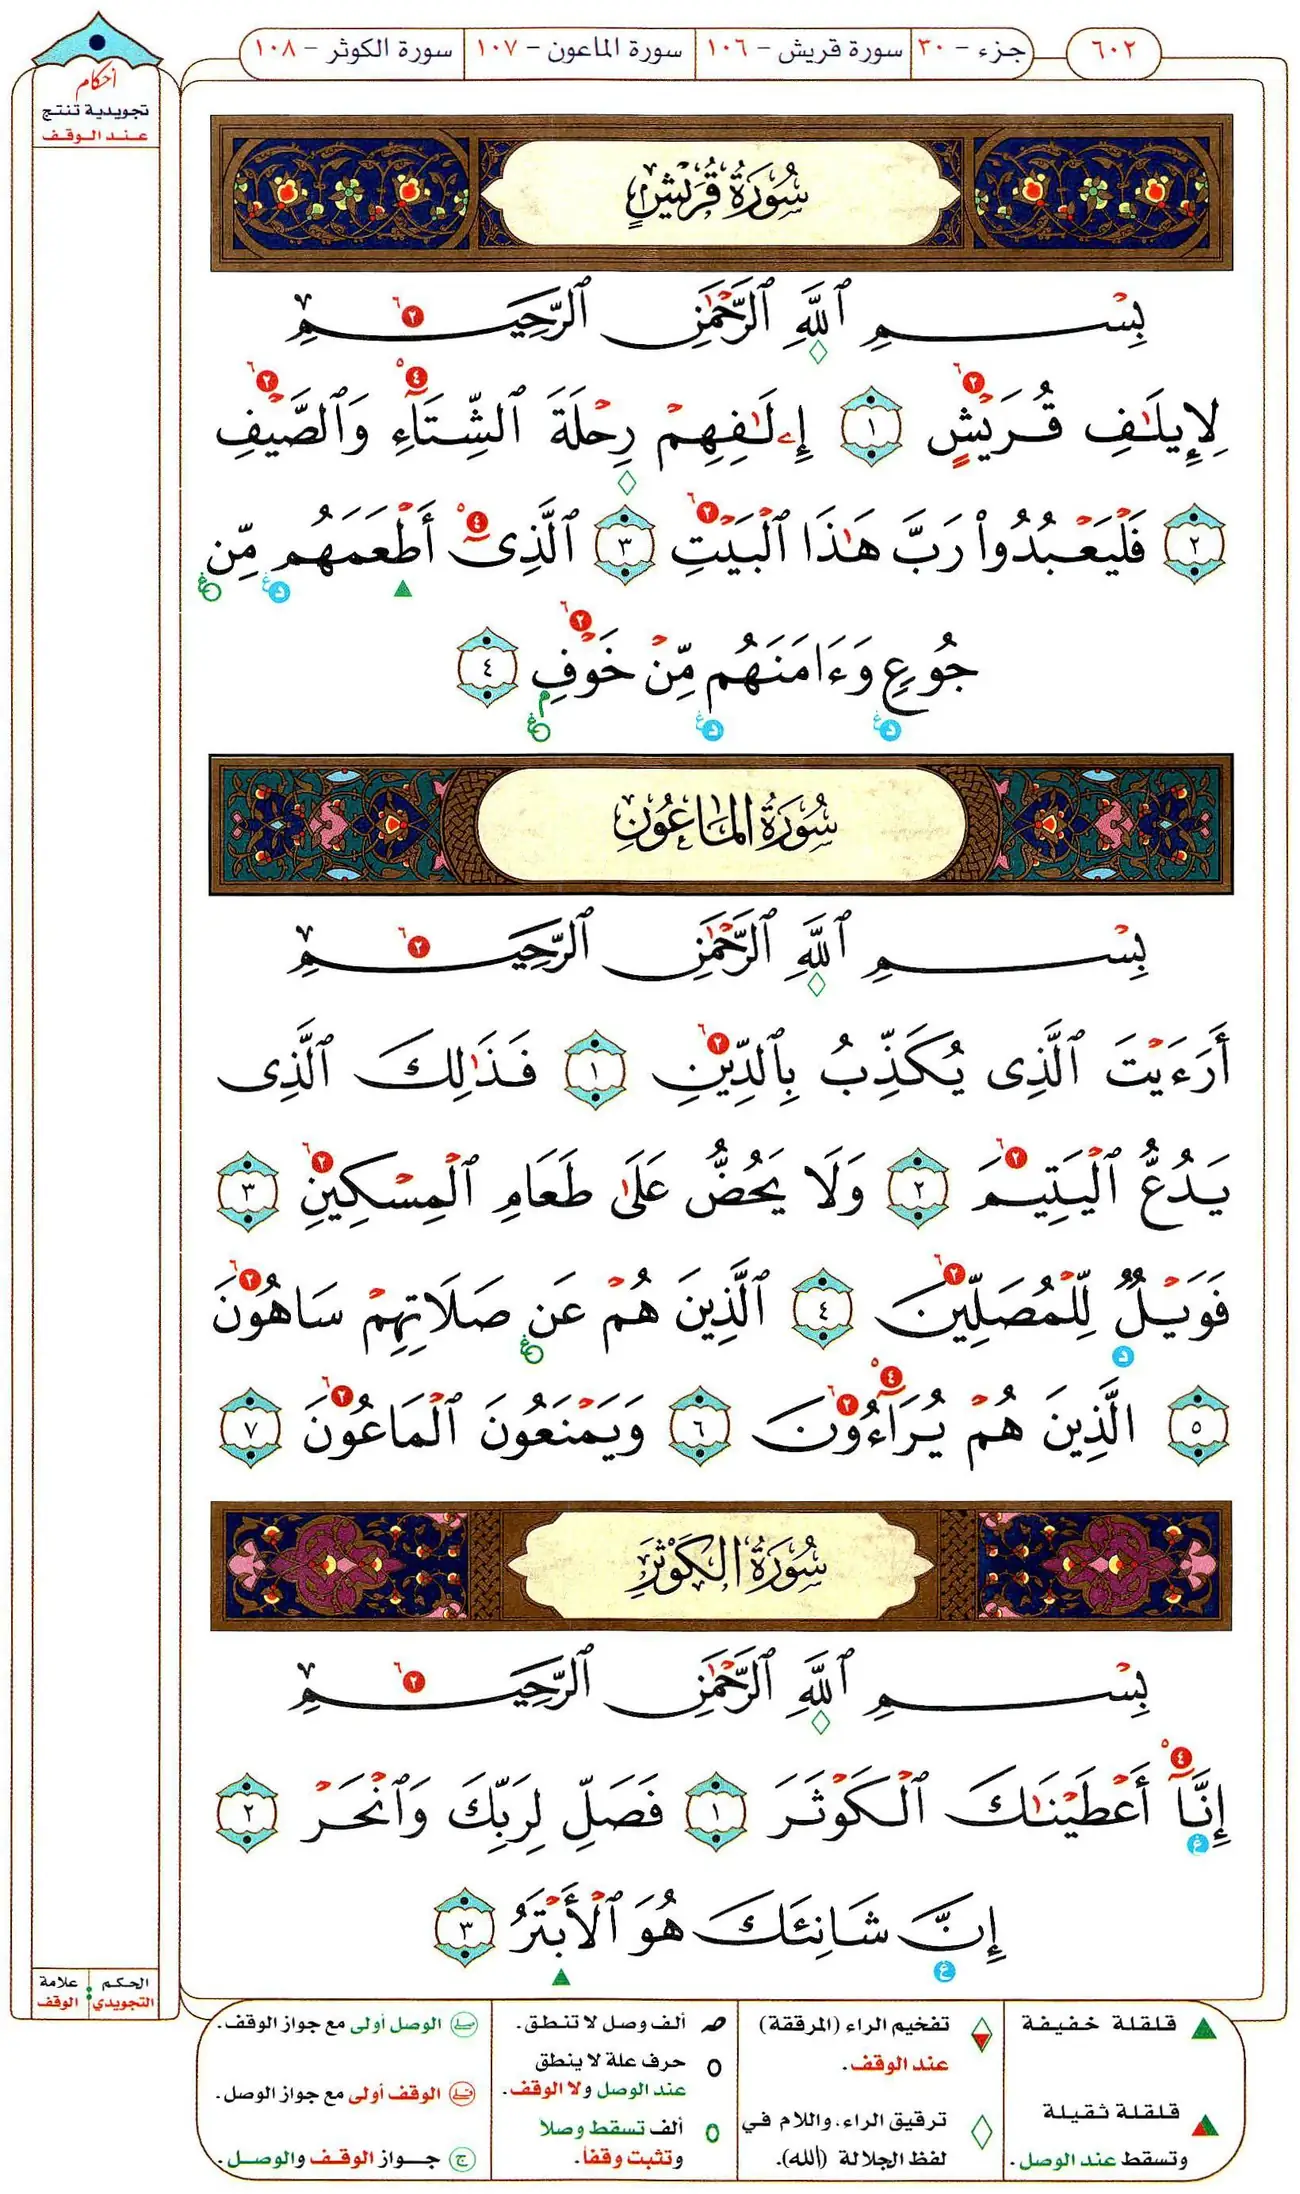 ٦٠٢
جزء - ٣٠ سورة قريش - ١٠٦ سورة الماعون - ١٠٧ سورة الكوثر - ١٠٨
أحكام
تجويدية تنتج
عند الوقف
سُورَةُ قُرَيْشٍ
بِسْمِ ٱللَّهِ ٱلرَّحْمَٰنِ ٱلرَّحِيمِ
لِإِيلَٰفِ قُرَيْشٍ ١ إِۦلَٰفِهِمْ رِحْلَةَ ٱلشِّتَآءِ وَٱلصَّيْفِ
٢ فَلْيَعْبُدُوا۟ رَبَّ هَٰذَا ٱلْبَيْتِ ٣ ٱلَّذِىٓ أَطْعَمَهُم مِّن
جُوعٍ وَءَامَنَهُم مِّنْ خَوْفٍۭ ٤
سُورَةُ المَاعُونِ
بِسْمِ ٱللَّهِ ٱلرَّحْمَٰنِ ٱلرَّحِيمِ
أَرَءَيْتَ ٱلَّذِى يُكَذِّبُ بِٱلدِّينِ ١ فَذَٰلِكَ ٱلَّذِى
يَدُعُّ ٱلْيَتِيمَ ٢ وَلَا يَحُضُّ عَلَىٰ طَعَامِ ٱلْمِسْكِينِ ٣
فَوَيْلٌ لِّلْمُصَلِّينَ ٤ ٱلَّذِينَ هُمْ عَن صَلَاتِهِمْ سَاهُونَ
٥ ٱلَّذِينَ هُمْ يُرَآءُونَ ٦ وَيَمْنَعُونَ ٱلْمَاعُونَ ٧
سُورَةُ الكَوْثَرِ
بِسْمِ ٱللَّهِ ٱلرَّحْمَٰنِ ٱلرَّحِيمِ
إِنَّآ أَعْطَيْنَٰكَ ٱلْكَوْثَرَ ١ فَصَلِّ لِرَبِّكَ وَٱنْحَرْ ٢
إِنَّ شَانِئَكَ هُوَ ٱلْأَبْتَرُ ٣
الحكم التجويدي
علامة الوقف
قلقلة خفيفة
قلقلة ثقيلة
وتسقط عند الوصل.
تفخيم الراء (المرققة)
عند الوقف.
ترقيق الراء، واللام في
لفظ الجلالة (الله).
ألف وصل لا تنطق.
حرف علة لا ينطق
عند الوصل ولا الوقف.
ألف تسقط وصلاً
وتثبت وقفاً.
الوصل أولى مع جواز الوقف.
الوقف أولى مع جواز الوصل.
جـواز الوقـف والوصـل.